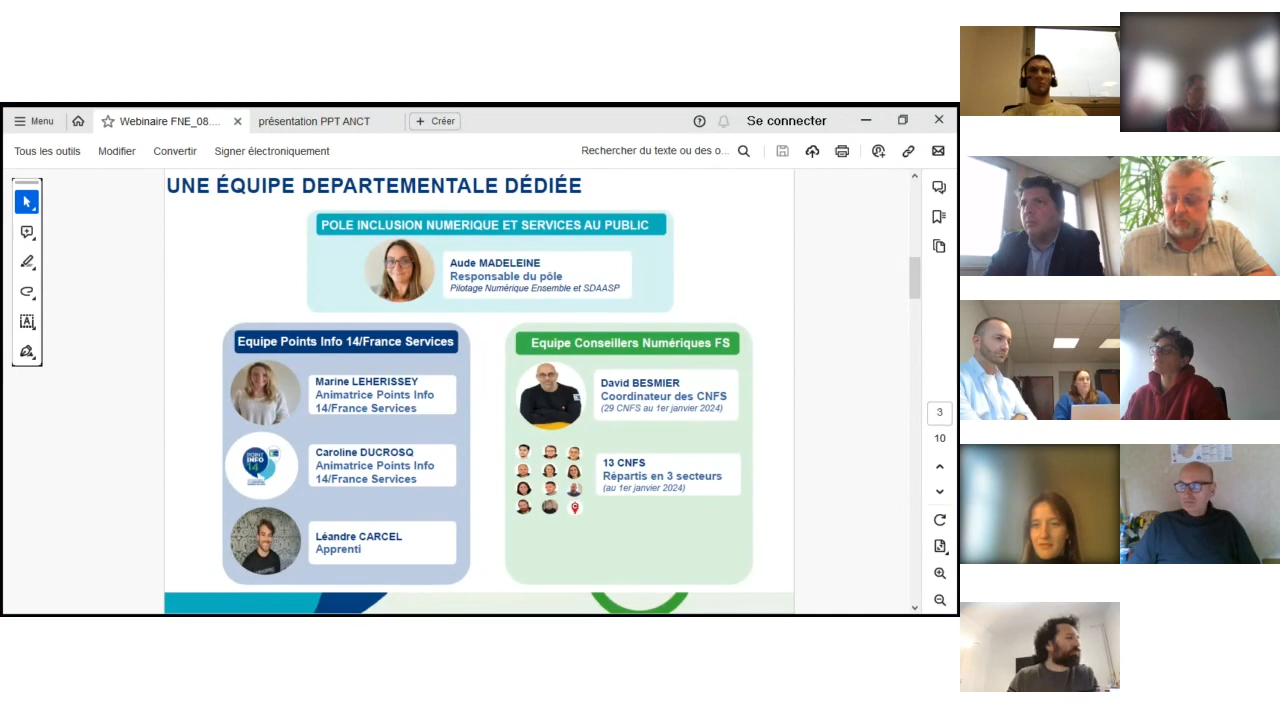 Menu
Webinaire FNE_08....
présentation PPT ANCT
Créer
Se connecter
Tous les outils
Modifier
Convertir
Signer électroniquement
Rechercher du texte ou des o...
UNE ÉQUIPE DEPARTEMENTALE DÉDIÉE
POLE INCLUSION NUMERIQUE ET SERVICES AU PUBLIC
Aude MADELEINE
Responsable du pôle
Pilotage Numérique Ensemble et SDAASP
Equipe Points Info 14/France Services
Marine LEHERISSEY
Animatrice Points Info
14/France Services
POINT
INFO
14
Caroline DUCROSQ
Animatrice Points Info
14/France Services
Léandre CARCEL
Apprenti
Equipe Conseillers Numériques FS
David BESMIER
Coordinateur des CNFS
(29 CNFS au 1er janvier 2024)
13 CNFS
Répartis en 3 secteurs
(au 1er janvier 2024)
3
10